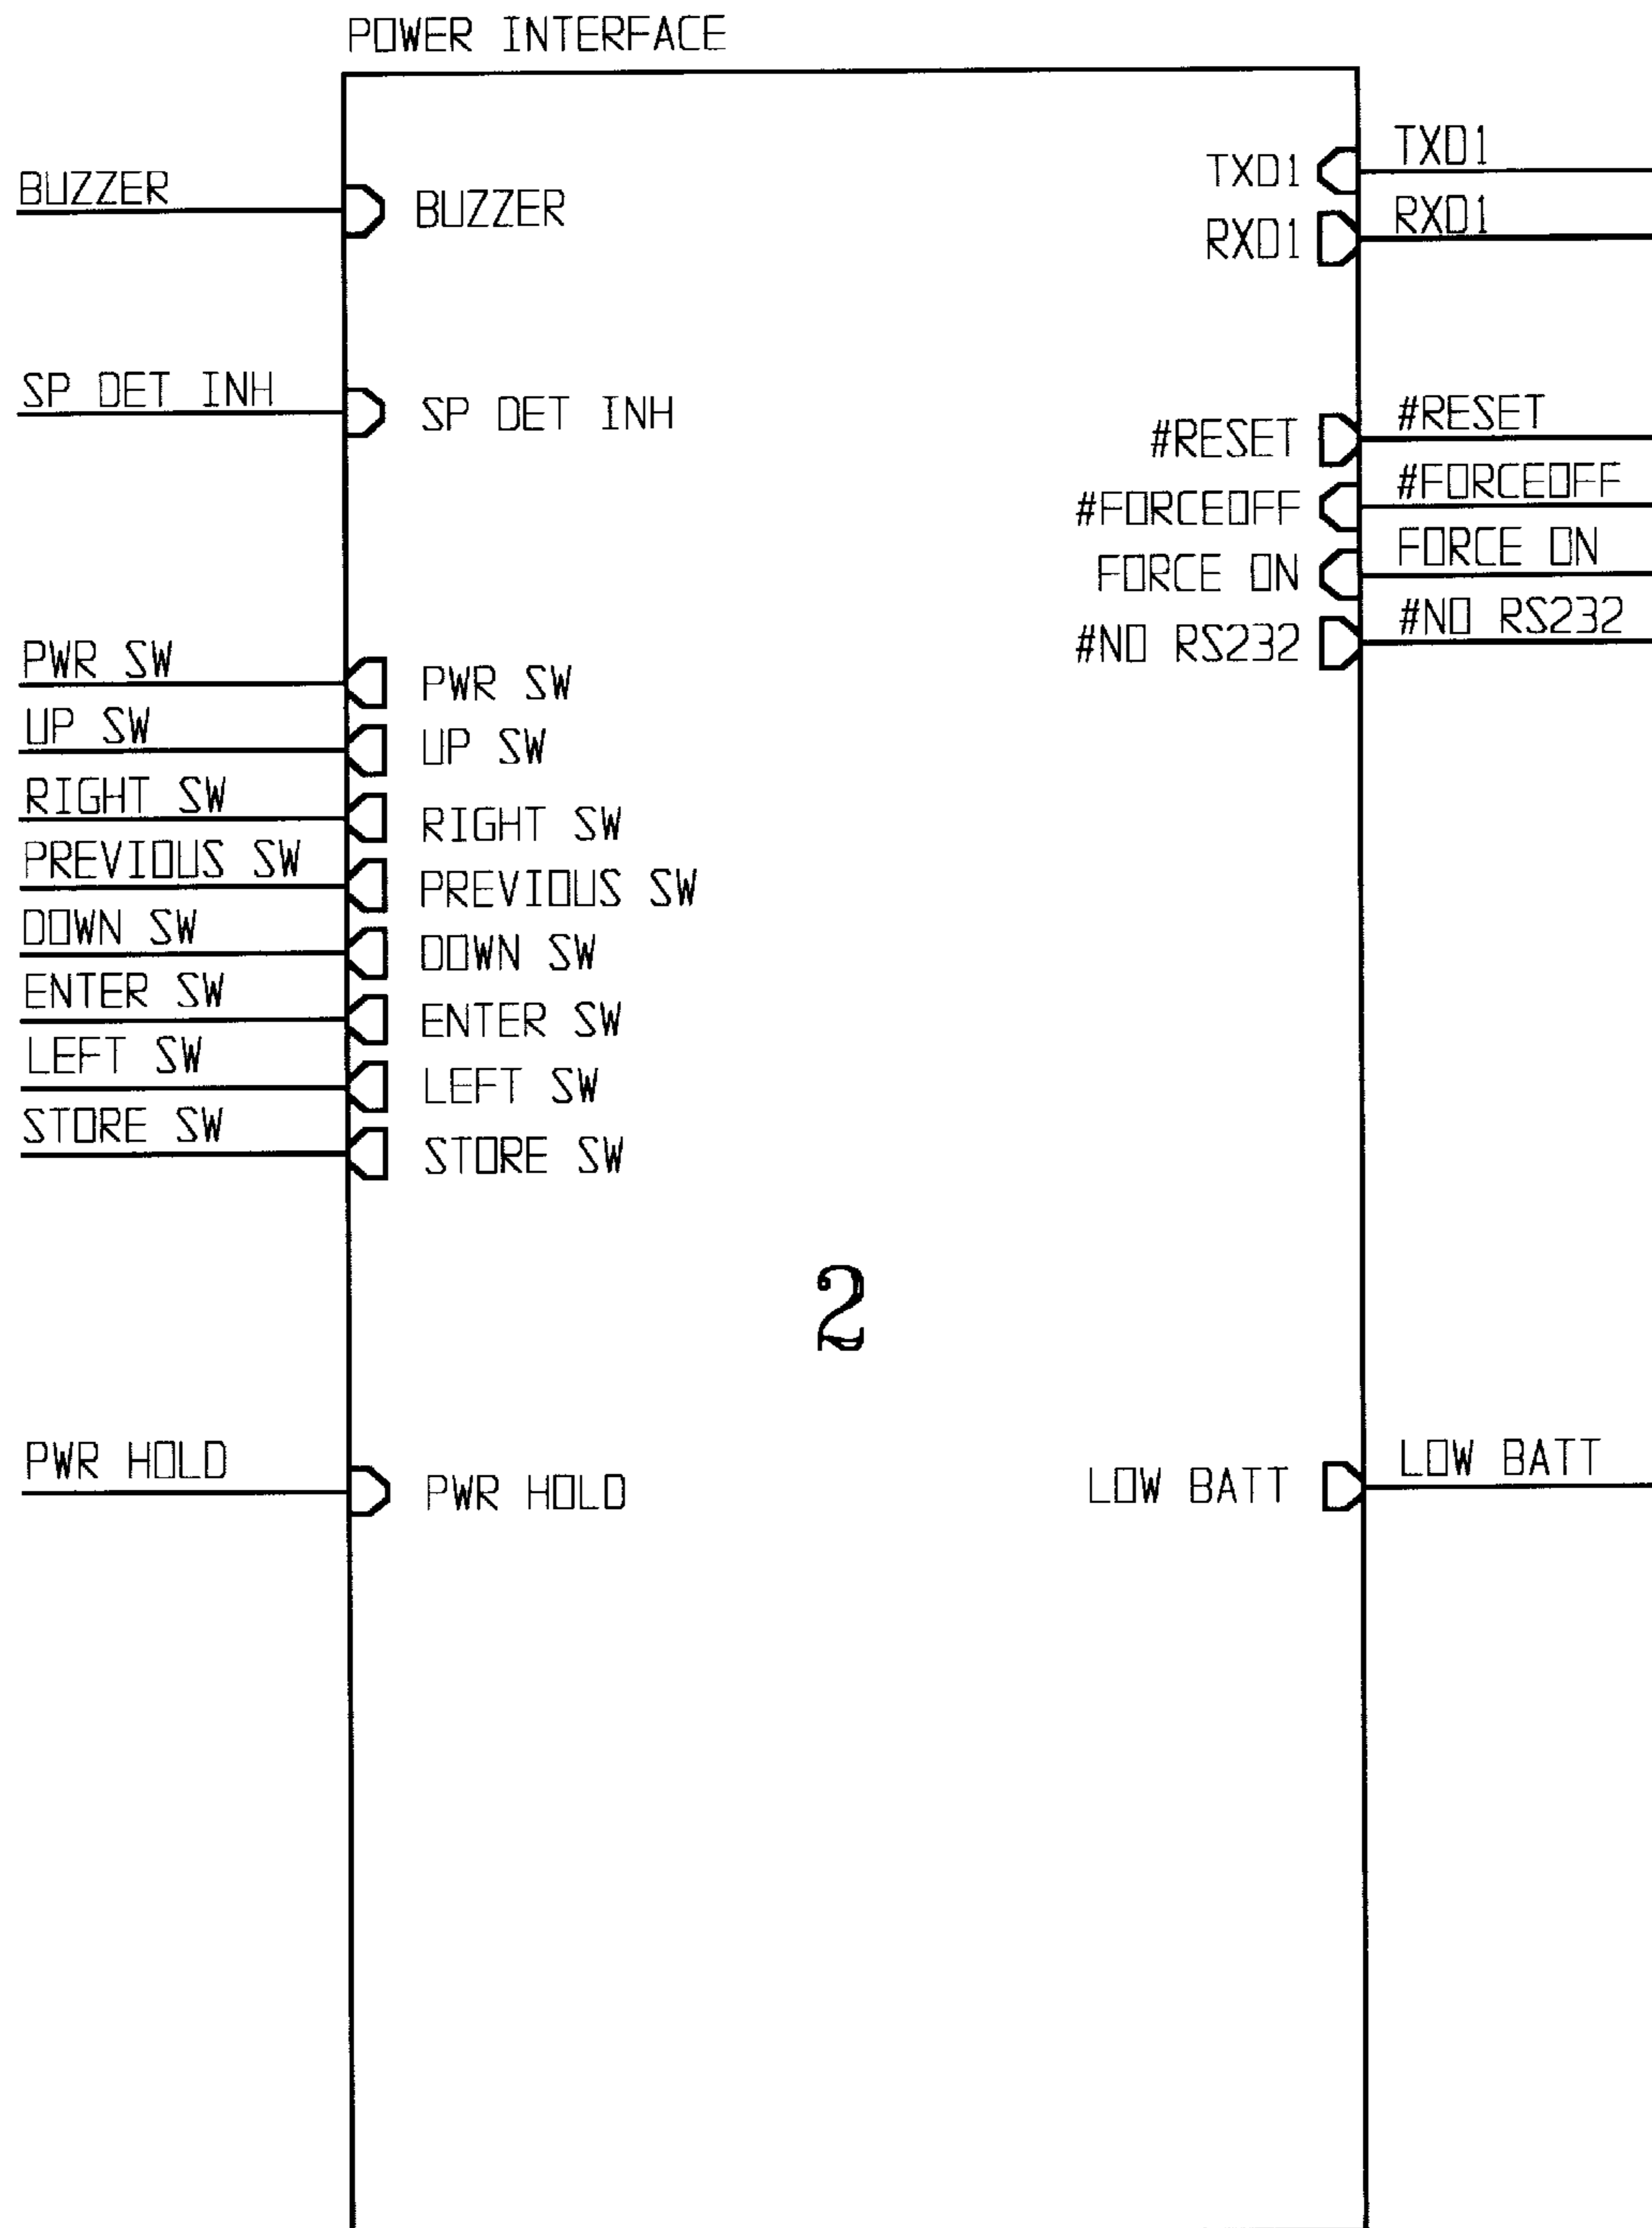 POWER INTERFACE
BUZZER
BUZZER
TXD1
TXD1
RXD1
RXD1
SP DET INH
SP DET INH
#RESET
#RESET
#FORCEOFF
#FORCEOFF
FORCE ON
FORCE ON
#NO RS232
#NO RS232
PWR SW
PWR SW
UP SW
UP SW
RIGHT SW
RIGHT SW
PREVIOUS SW
PREVIOUS SW
DOWN SW
DOWN SW
ENTER SW
ENTER SW
LEFT SW
LEFT SW
STORE SW
STORE SW
2
PWR HOLD
PWR HOLD
LOW BATT
LOW BATT